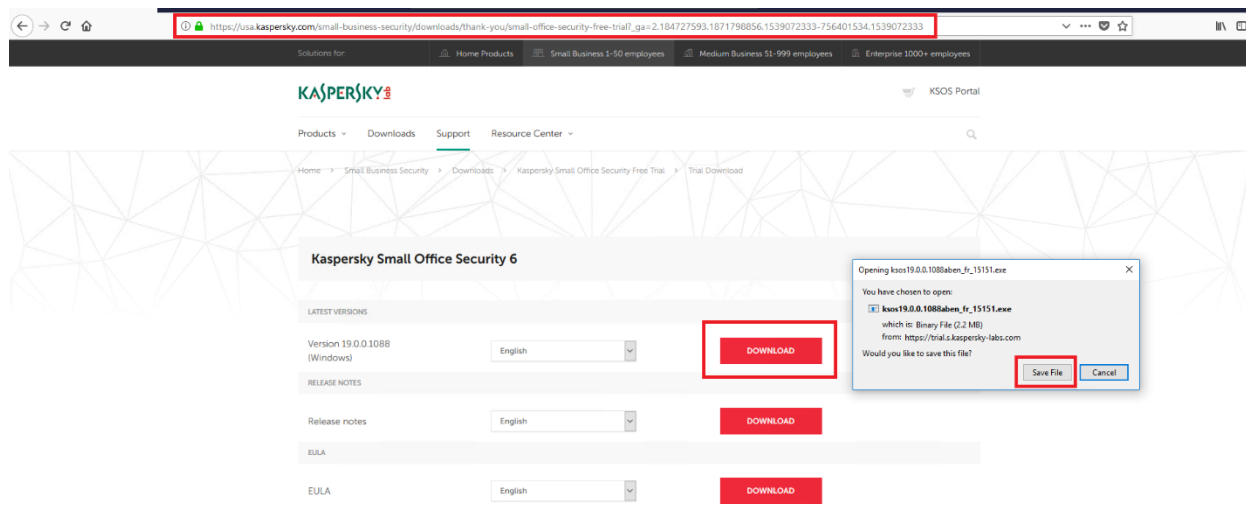 https://usa.kaspersky.com/small-business-security/downloads/thank-you/small-office-security-free-trial?_ga=2.184727593.1871798856.1539072333-756401534.1539072333
Solutions for: Home Products Small Business 1-50 employees Medium Business 51-999 employees Enterprise 1000+ employees
KASPERSKY lab KSOS Portal
Products Downloads Support Resource Center
Home > Small Business Security > Downloads > Kaspersky Small Office Security Free Trial > Trial Download
Kaspersky Small Office Security 6
LATEST VERSIONS
Version 19.0.0.1088
(Windows)
English
DOWNLOAD
RELEASE NOTES
Release notes English DOWNLOAD
EULA
EULA English DOWNLOAD
Opening ksos19.0.0.1088aben_fr_15151.exe
You have chosen to open:
ksos19.0.0.1088aben_fr_15151.exe
which is: Binary File (2.2 MB)
from: https://trial.s.kaspersky-labs.com
Would you like to save this file?
Save File Cancel